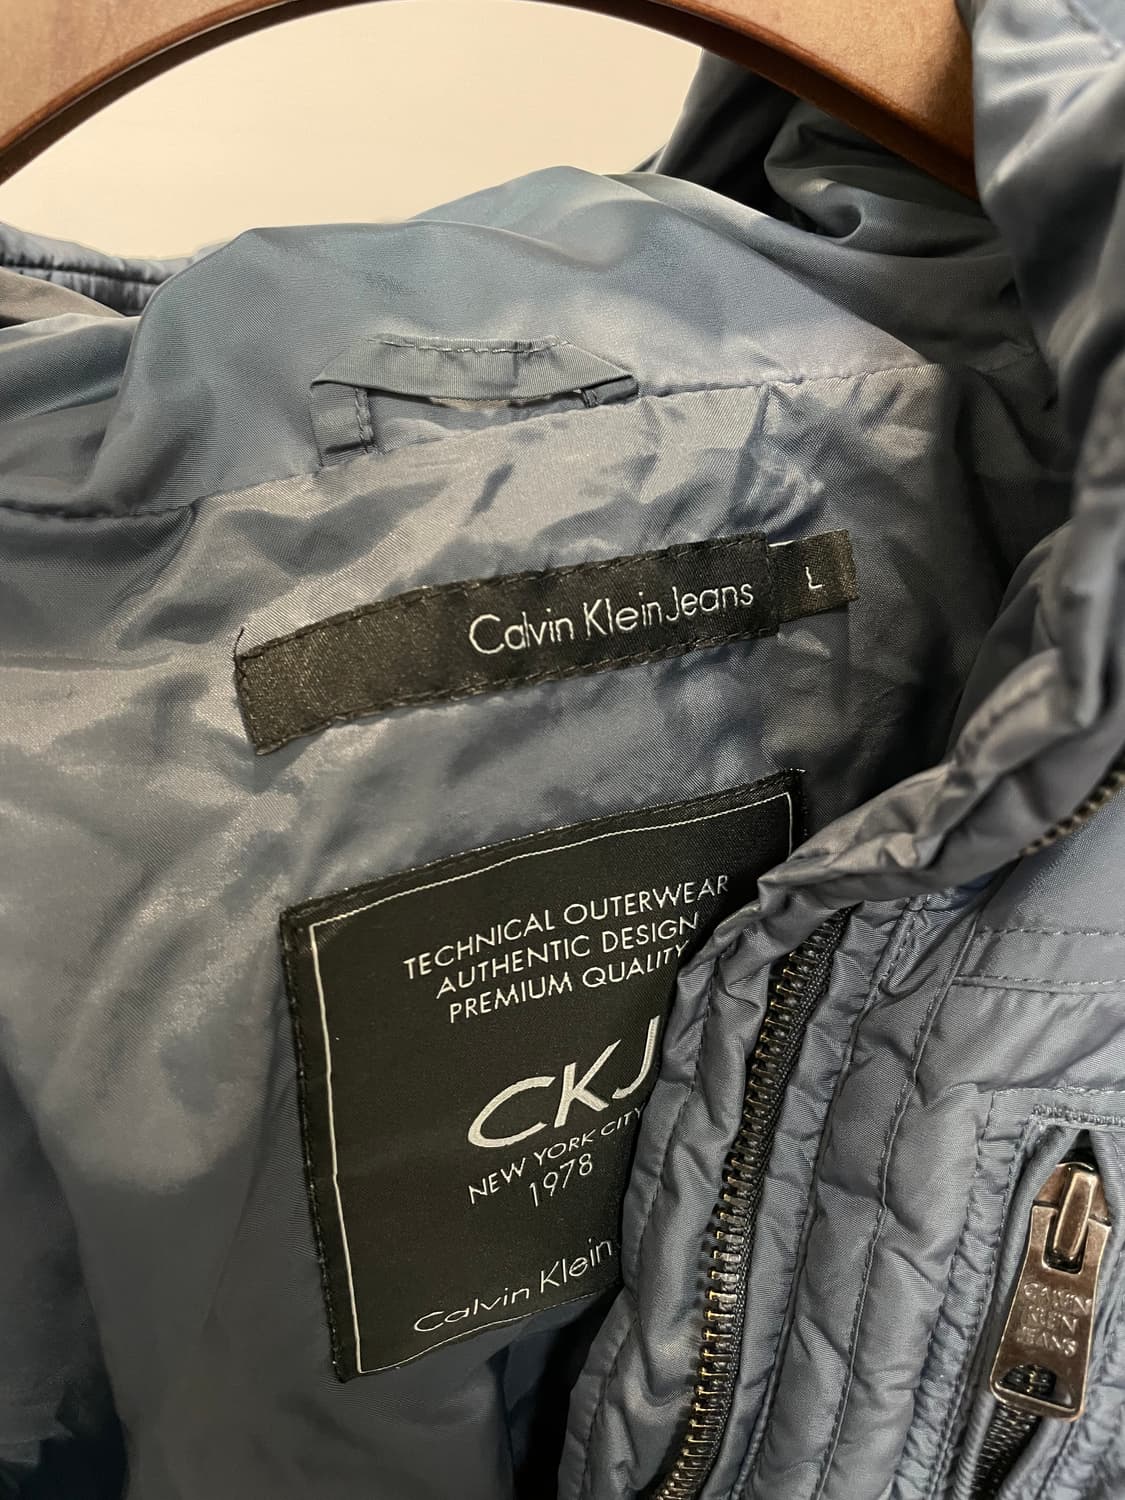 Calvin Klein Jeans
L
TECHNICAL OUTERWEAR
AUTHENTIC DESIGN
PREMIUM QUALITY
CKJ
NEW YORK CITY
1978
Calvin Klein
CALVIN
KLEIN
JEANS